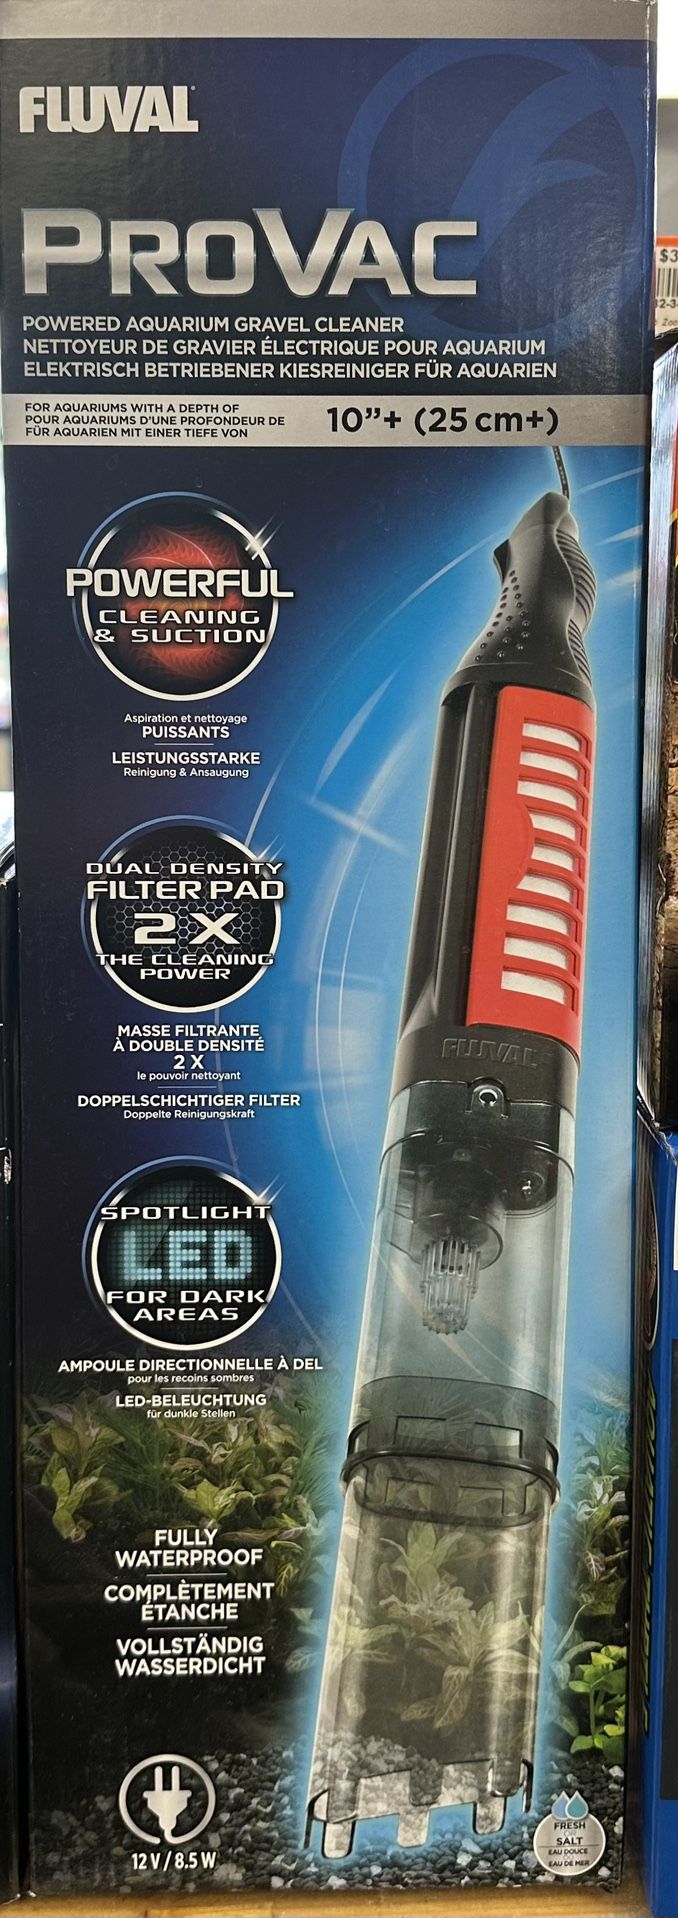 FLUVAL
PROVAC
POWERED AQUARIUM GRAVEL CLEANER
NETTOYEUR DE GRAVIER ÉLECTRIQUE POUR AQUARIUM
ELEKTRISCH BETRIEBENER KIESREINIGER FÜR AQUARIEN
FOR AQUARIUMS WITH A DEPTH OF
POUR AQUARIUMS D'UNE PROFONDEUR DE
FÜR AQUARIEN MIT EINER TIEFE VON
10”+ (25 cm+)
POWERFUL
CLEANING
& SUCTION
Aspiration et nettoyage
PUISSANTS
LEISTUNGSSTARKE
Reinigung & Ansaugung
DUAL DENSITY
FILTER PAD
2X
THE CLEANING
POWER
MASSE FILTRANTE
À DOUBLE DENSITÉ
2 X
le pouvoir nettoyant
DOPPELSCHICHTIGER FILTER
Doppelte Reinigungskraft
FLUVAL
SPOTLIGHT
LED
FOR DARK
AREAS
AMPOULE DIRECTIONNELLE À DEL
pour les recoins sombres
LED-BELEUCHTUNG
für dunkle Stellen
FULLY
WATERPROOF
COMPLÈTEMENT
ÉTANCHE
VOLLSTÄNDIG
WASSERDICHT
12 V / 8.5 W
FRESH
OR
SALT
EAU DOUCE
OU
EAU DE MER
$3